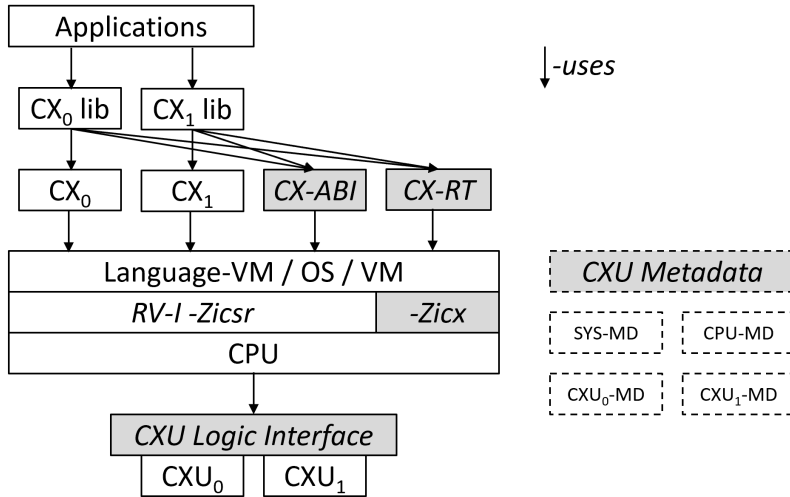 Applications
-uses
CX₀ lib CX₁ lib
CX₀ CX₁ CX-ABI CX-RT
Language-VM / OS / VM
CXU Metadata
RV-I -Zicsr -Zicx
SYS-MD CPU-MD
CPU
CXU₀-MD CXU₁-MD
CXU Logic Interface
CXU₀ CXU₁